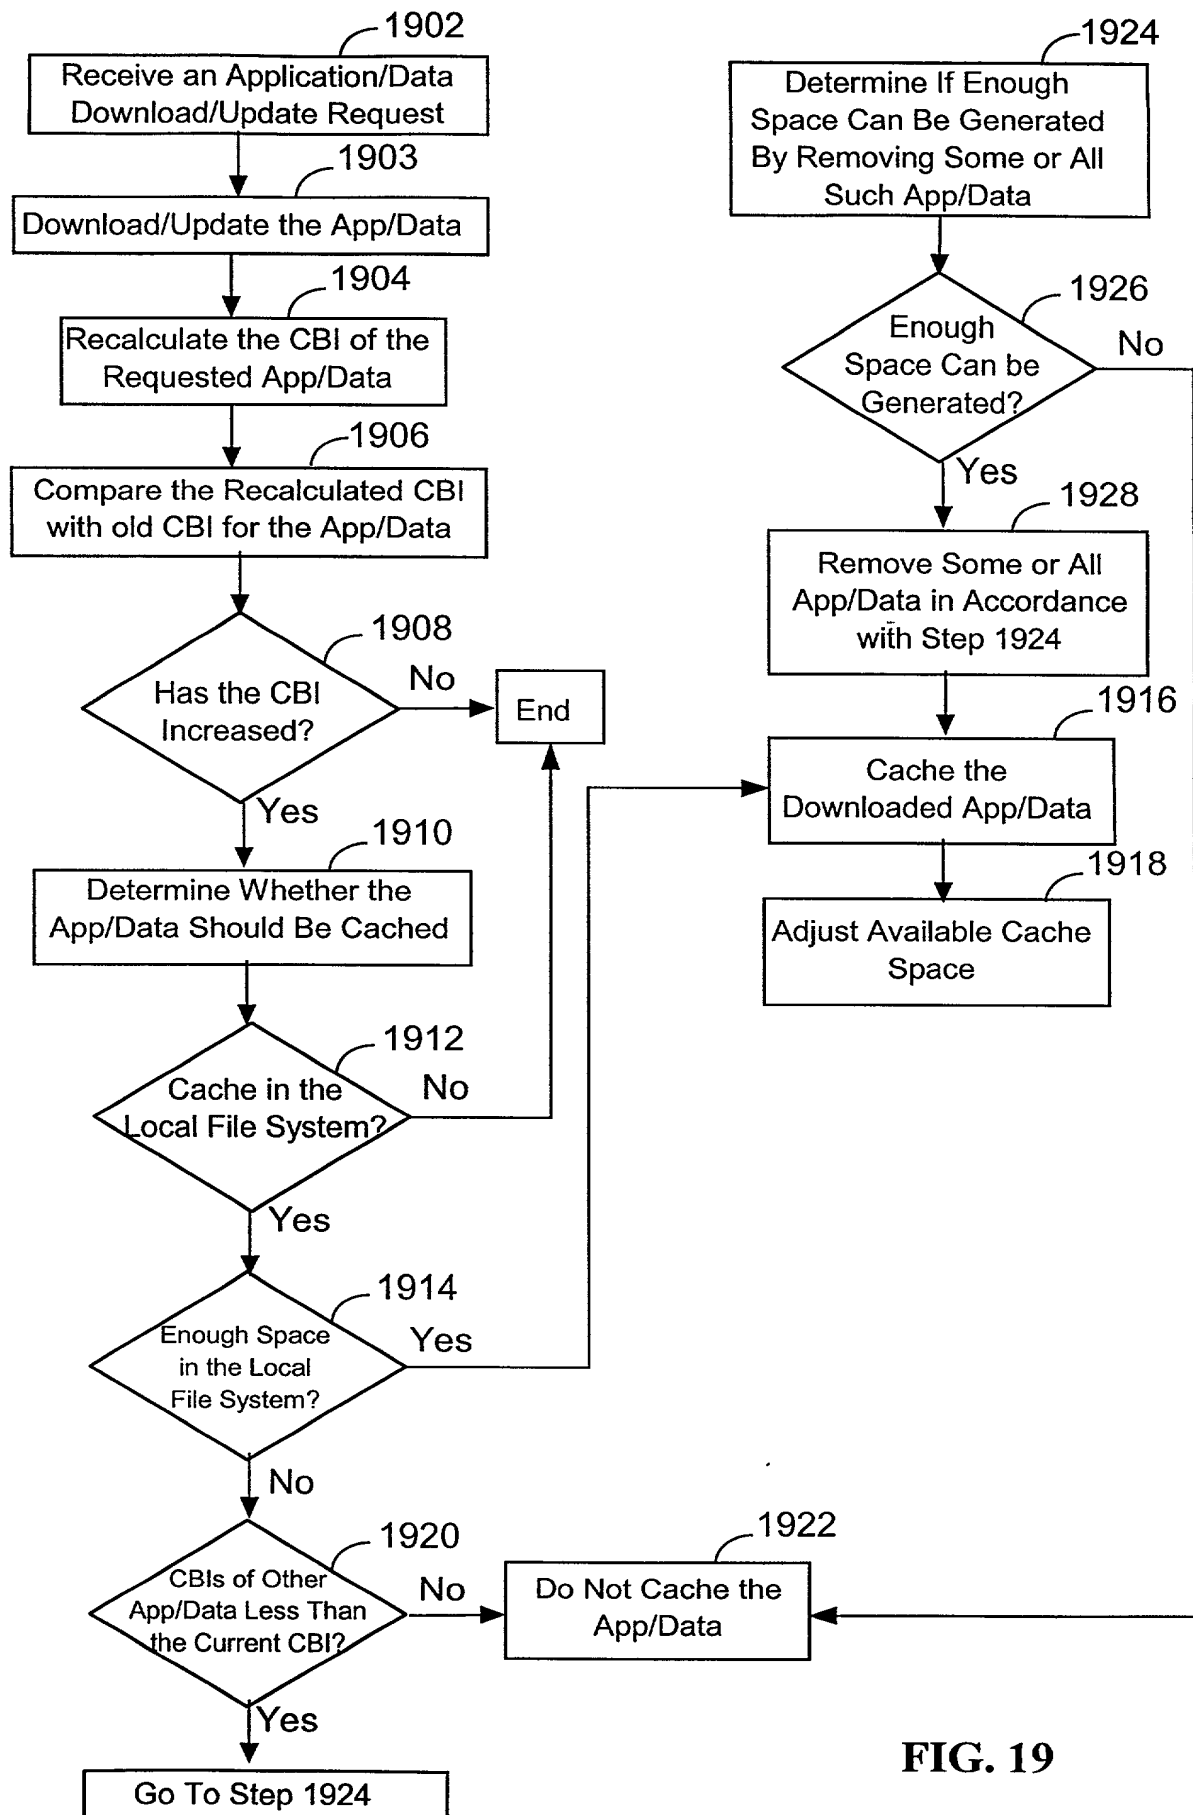 1902
Receive an Application/Data
Download/Update Request
1903
Download/Update the App/Data
1904
Recalculate the CBI of the
Requested App/Data
1906
Compare the Recalculated CBI
with old CBI for the App/Data
1908
Has the CBI
Increased?
No
End
Yes
1910
Determine Whether the
App/Data Should Be Cached
1912
Cache in the
Local File System?
No
Yes
1914
Enough Space
in the Local
File System?
Yes
No
1920
CBIs of Other
App/Data Less Than
the Current CBI?
No
1922
Do Not Cache the
App/Data
Yes
Go To Step 1924
1924
Determine If Enough
Space Can Be Generated
By Removing Some or All
Such App/Data
1926
Enough
Space Can be
Generated?
No
Yes
1928
Remove Some or All
App/Data in Accordance
with Step 1924
1916
Cache the
Downloaded App/Data
1918
Adjust Available Cache
Space
FIG. 19